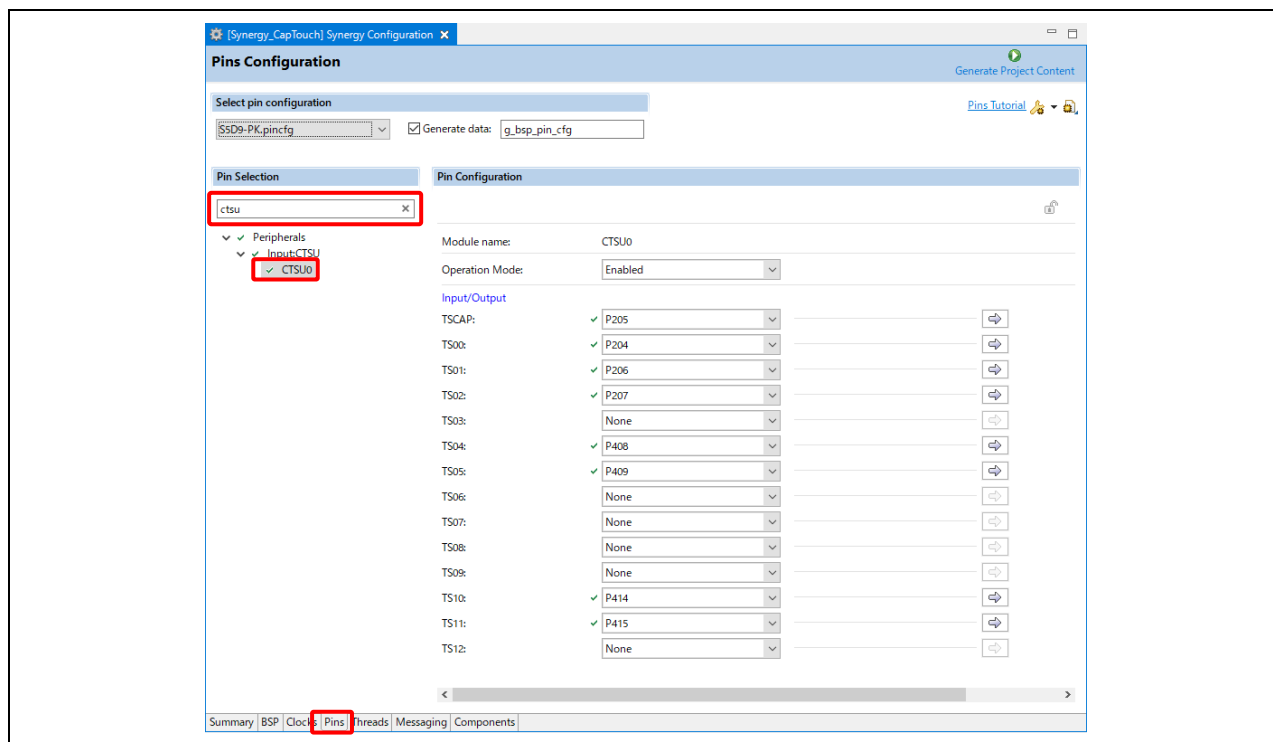 [Synergy_CapTouch] Synergy Configuration
Pins Configuration
Generate Project Content
Select pin configuration
Pins Tutorial
S5D9-PK.pincfg Generate data: g_bsp_pin_cfg
Pin Selection Pin Configuration
ctsu
Peripherals
Input:CTSU
CTSU0
Module name: CTSU0
Operation Mode: Enabled
Input/Output
TSCAP: P205
TS00: P204
TS01: P206
TS02: P207
TS03: None
TS04: P408
TS05: P409
TS06: None
TS07: None
TS08: None
TS09: None
TS10: P414
TS11: P415
TS12: None
Summary BSP Clocks Pins Threads Messaging Components